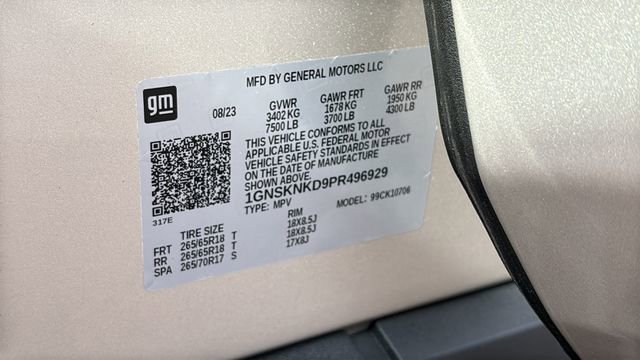 MFD BY GENERAL MOTORS LLC
gm
08/23
GVWR GAWR FRT GAWR RR
3402 KG 1678 KG 1950 KG
7500 LB 3700 LB 4300 LB
THIS VEHICLE CONFORMS TO ALL
APPLICABLE U.S. FEDERAL MOTOR
VEHICLE SAFETY STANDARDS IN EFFECT
ON THE DATE OF MANUFACTURE
SHOWN ABOVE.
1GNSKNKD9PR496929
TYPE: MPV MODEL: 99CK10706
317E
TIRE SIZE RIM
FRT 265/65R18 T 18X8.5J
RR 265/65R18 T 18X8.5J
SPA 265/70R17 S 17X8J